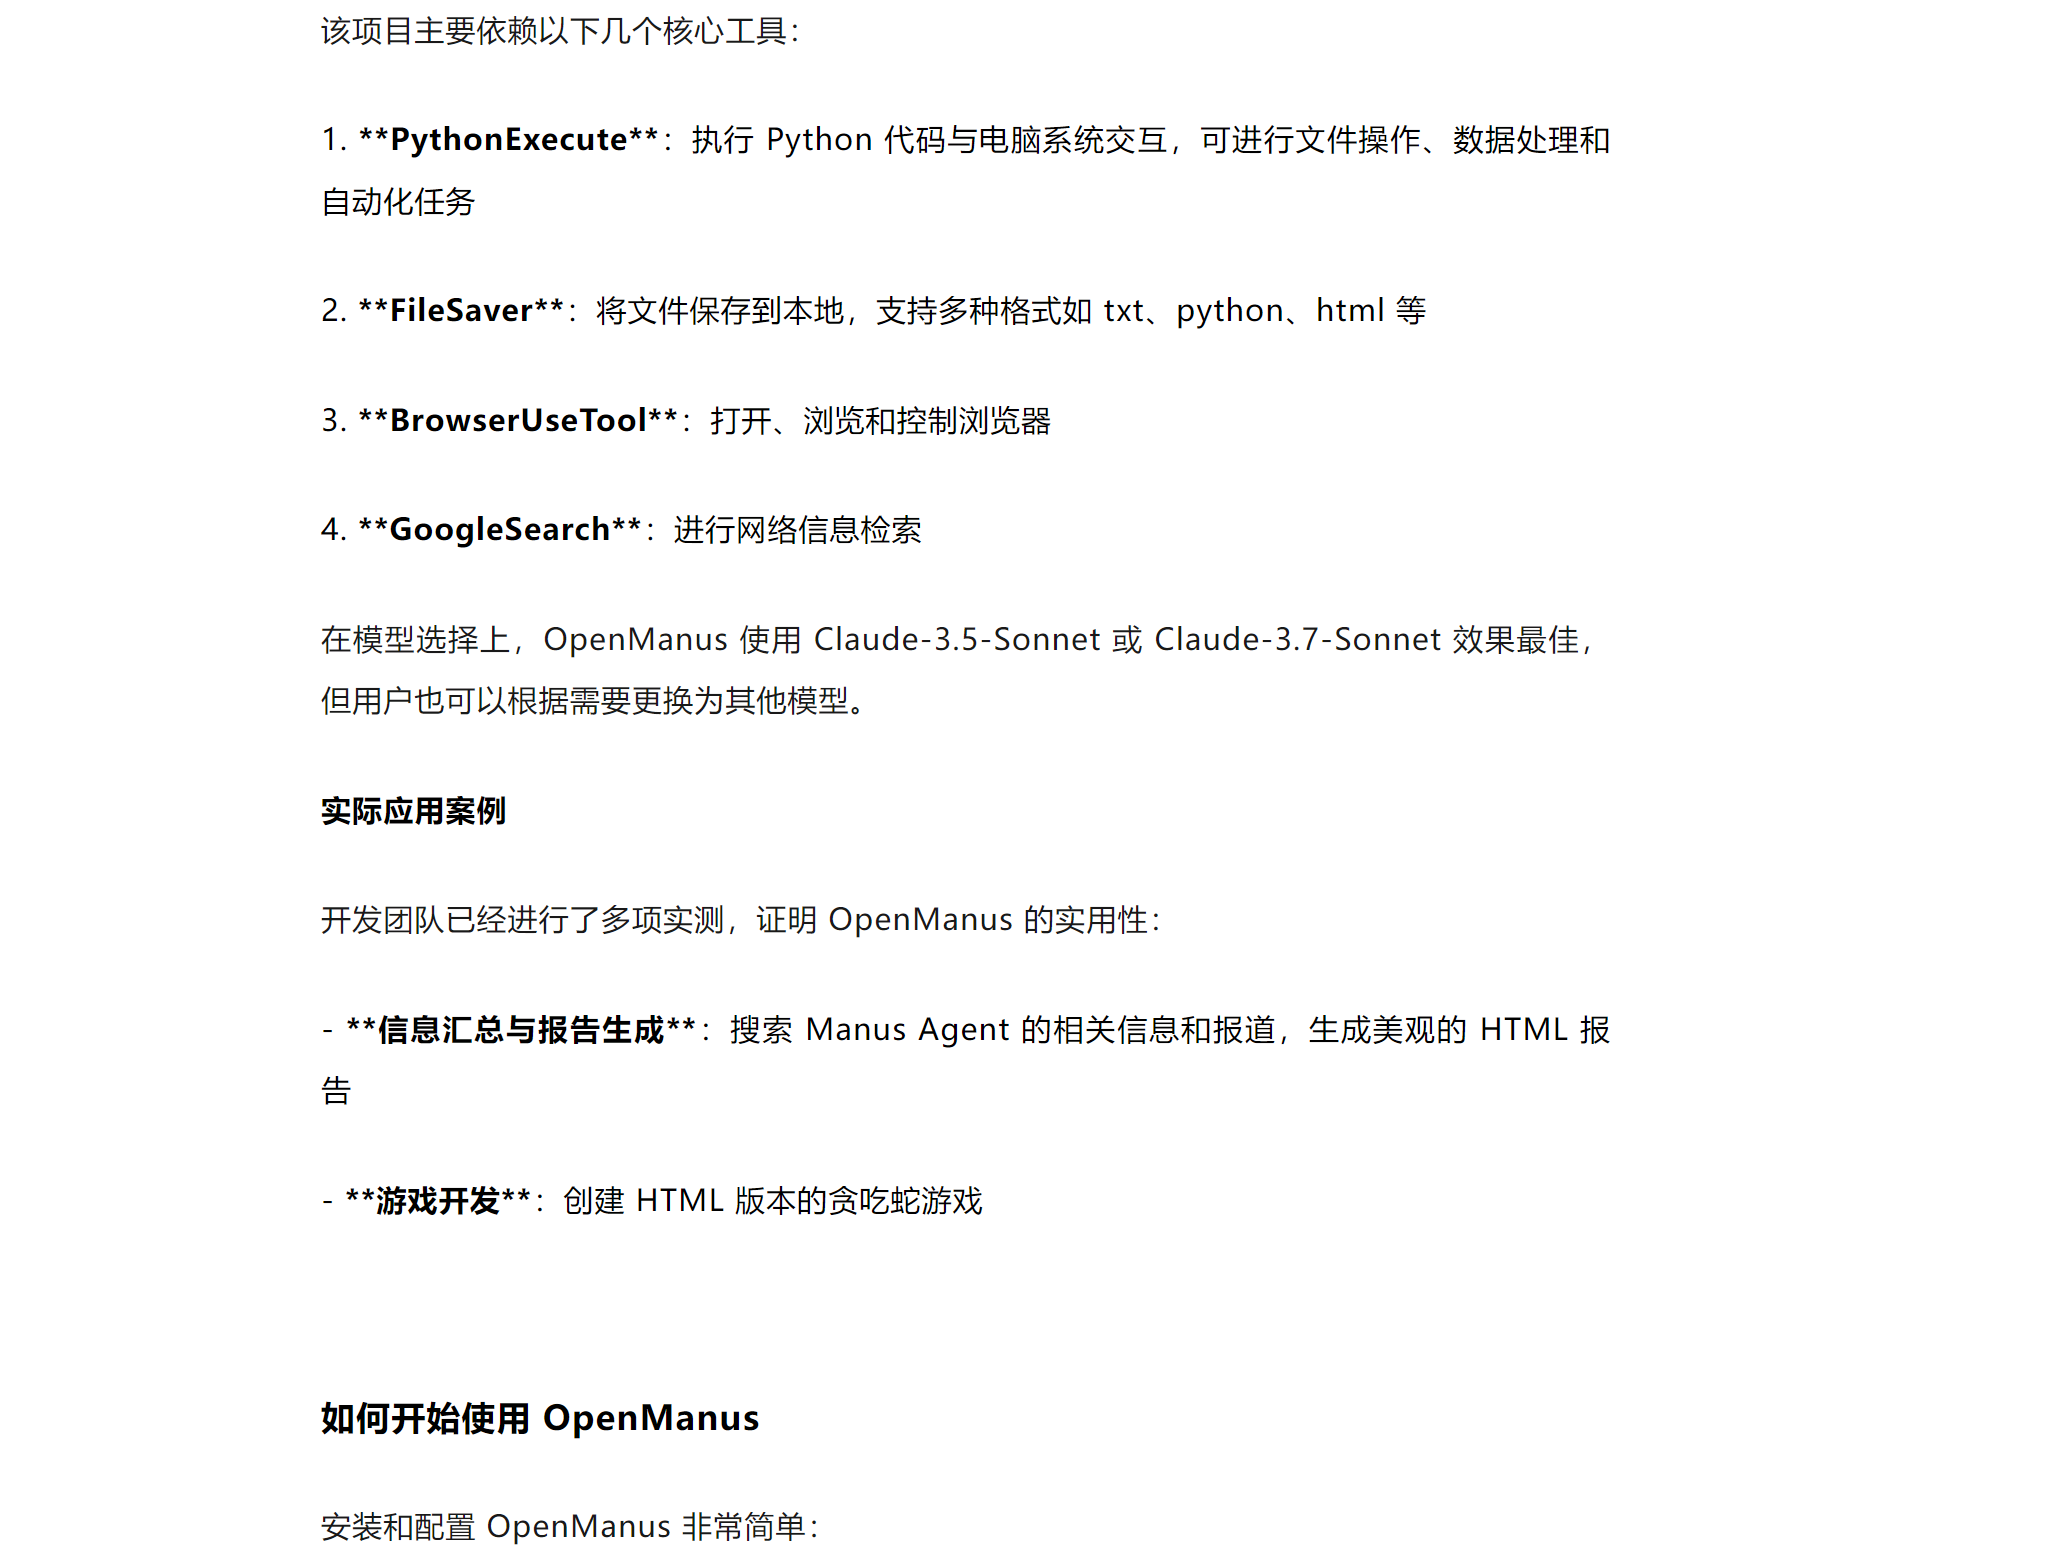 该项目主要依赖以下几个核心工具：
1. **PythonExecute**：执行 Python 代码与电脑系统交互，可进行文件操作、数据处理和
自动化任务
2. **FileSaver**：将文件保存到本地，支持多种格式如 txt、python、html 等
3. **BrowserUseTool**：打开、浏览和控制浏览器
4. **GoogleSearch**：进行网络信息检索
在模型选择上，OpenManus 使用 Claude-3.5-Sonnet 或 Claude-3.7-Sonnet 效果最佳，
但用户也可以根据需要更换为其他模型。
实际应用案例
开发团队已经进行了多项实测，证明 OpenManus 的实用性：
- **信息汇总与报告生成**：搜索 Manus Agent 的相关信息和报道，生成美观的 HTML 报
告
- **游戏开发**：创建 HTML 版本的贪吃蛇游戏
如何开始使用 OpenManus
安装和配置 OpenManus 非常简单：